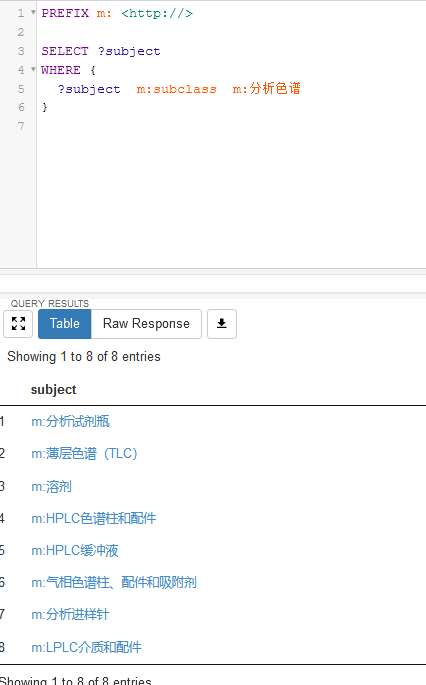 1 PREFIX m: <http://>
2
3 SELECT ?subject
4 WHERE {
5 ?subject m:subclass m:分析色谱
6 }
7
QUERY RESULTS
Table Raw Response
Showing 1 to 8 of 8 entries
subject
1 m:分析试剂瓶
2 m:薄层色谱（TLC）
3 m:溶剂
4 m:HPLC色谱柱和配件
5 m:HPLC缓冲液
6 m:气相色谱柱、配件和吸附剂
7 m:分析进样针
8 m:LPLC介质和配件
Showing 1 to 8 of 8 entries